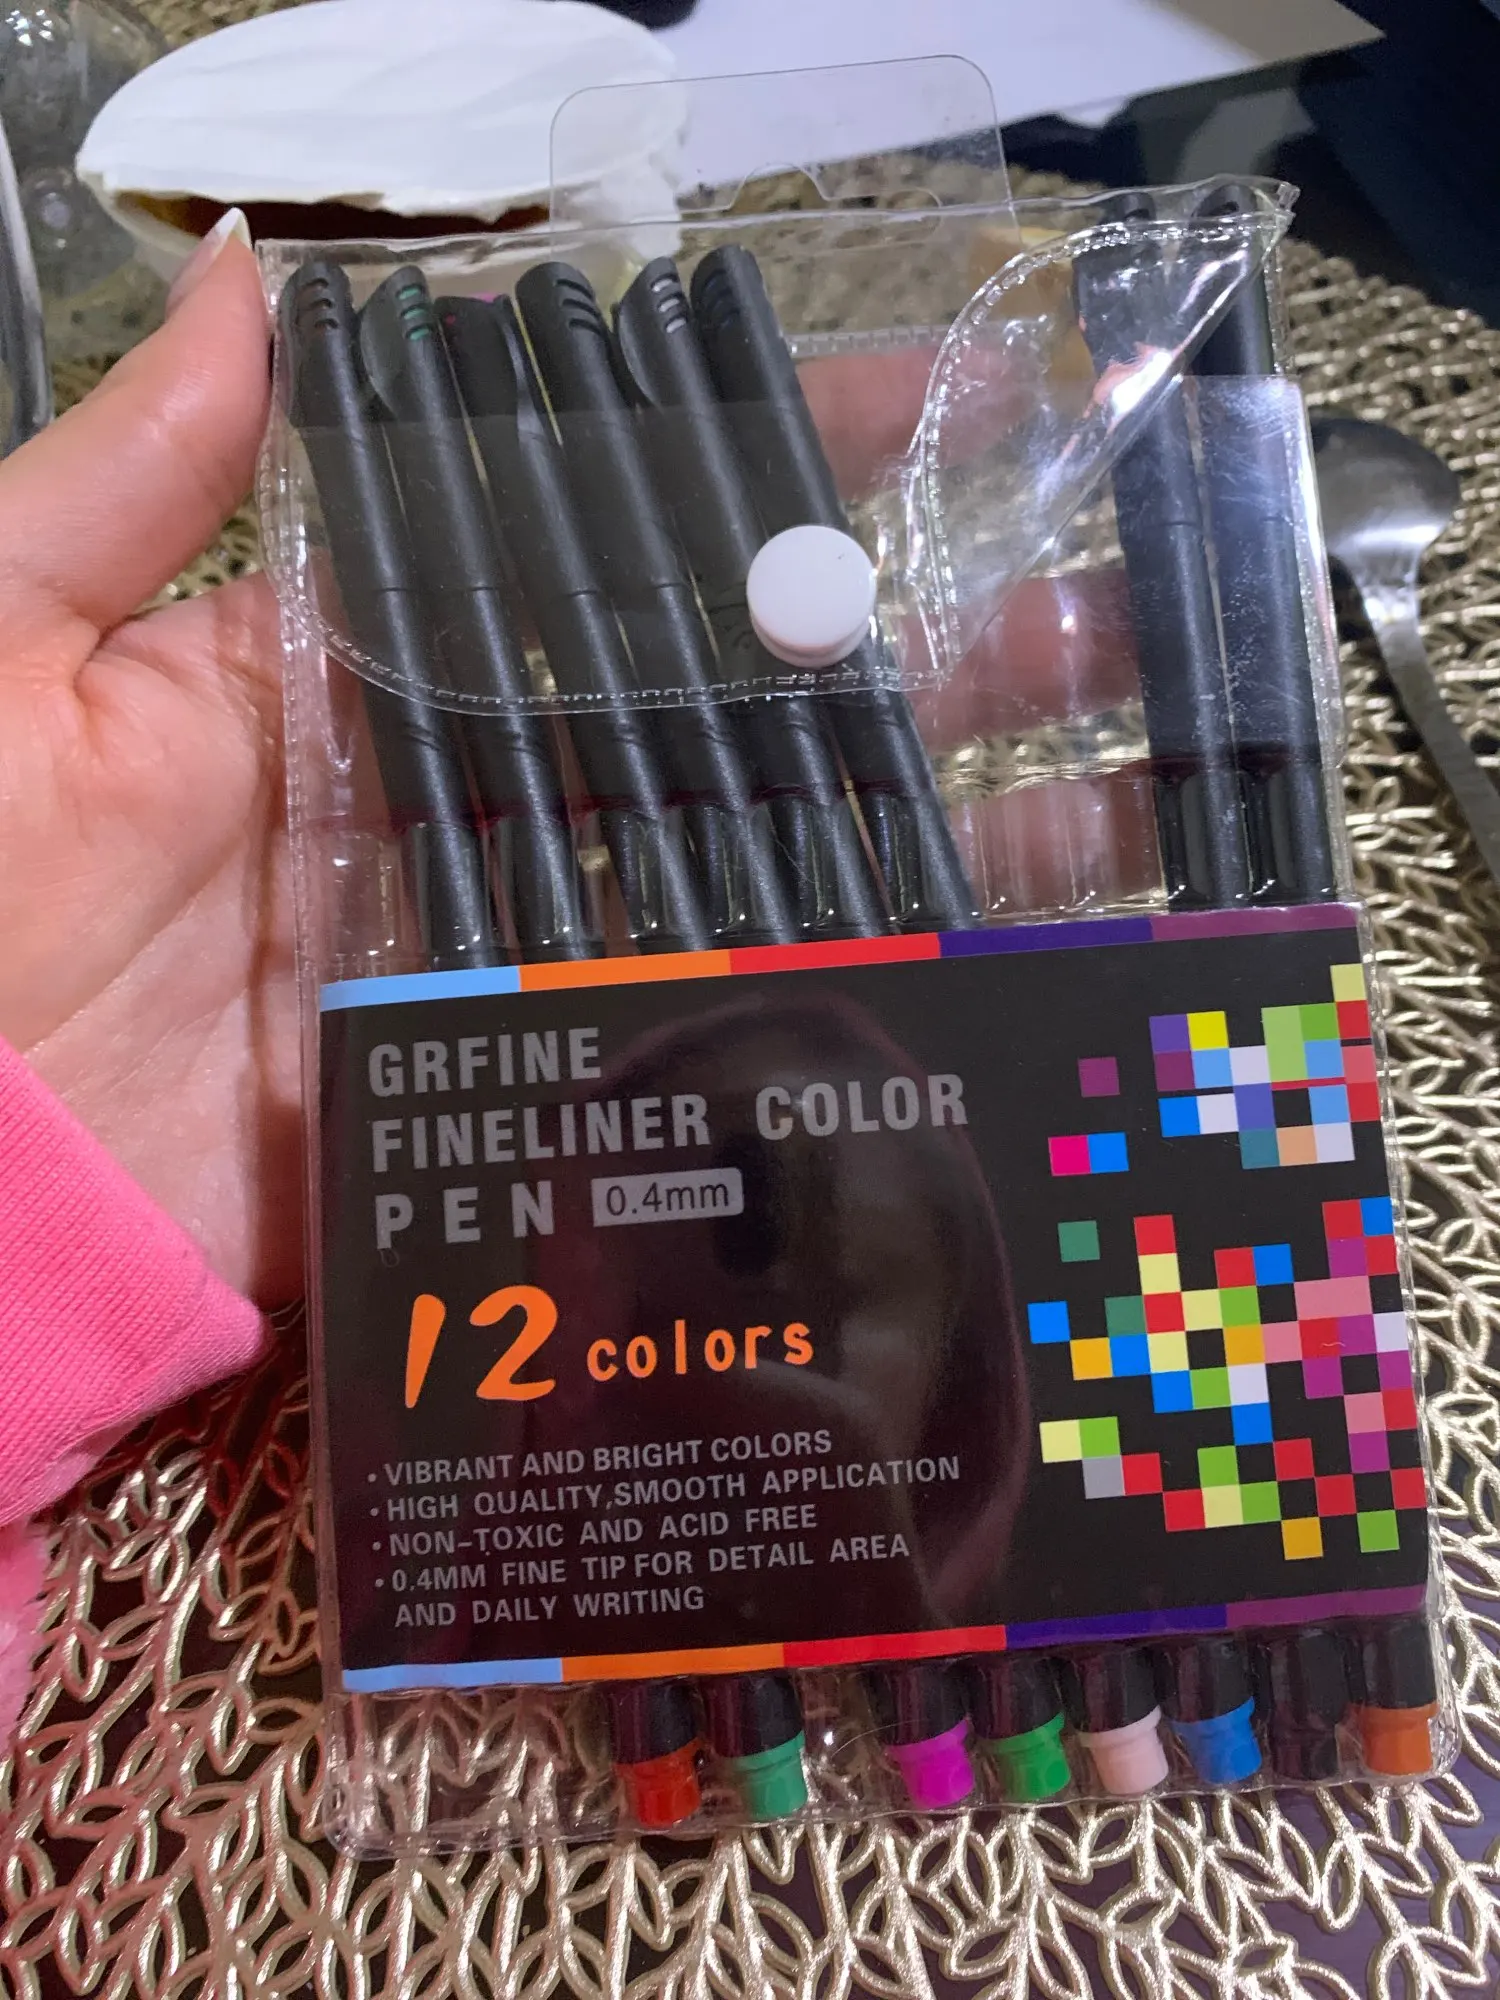 GRFINE
FINELINER COLOR
PEN 0.4mm
12 colors
• VIBRANT AND BRIGHT COLORS
• HIGH QUALITY,SMOOTH APPLICATION
• NON-TOXIC AND ACID FREE
• 0.4MM FINE TIP FOR DETAIL AREA
AND DAILY WRITING